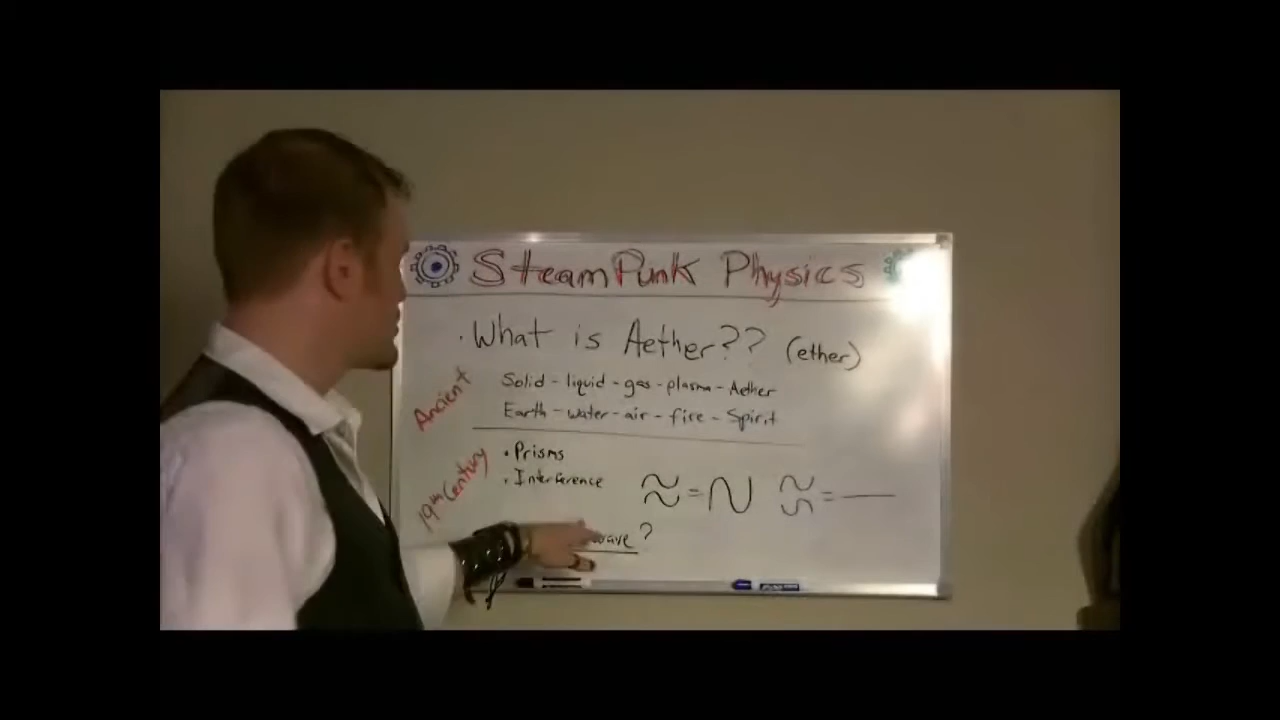 SteamPunk Physics
· What is Aether?? (ether)
Ancient
Solid - liquid - gas - plasma - Aether
Earth - water - air - fire - Spirit
19th Century
· Prisms
· Interference
≈ = N
= —
wave?